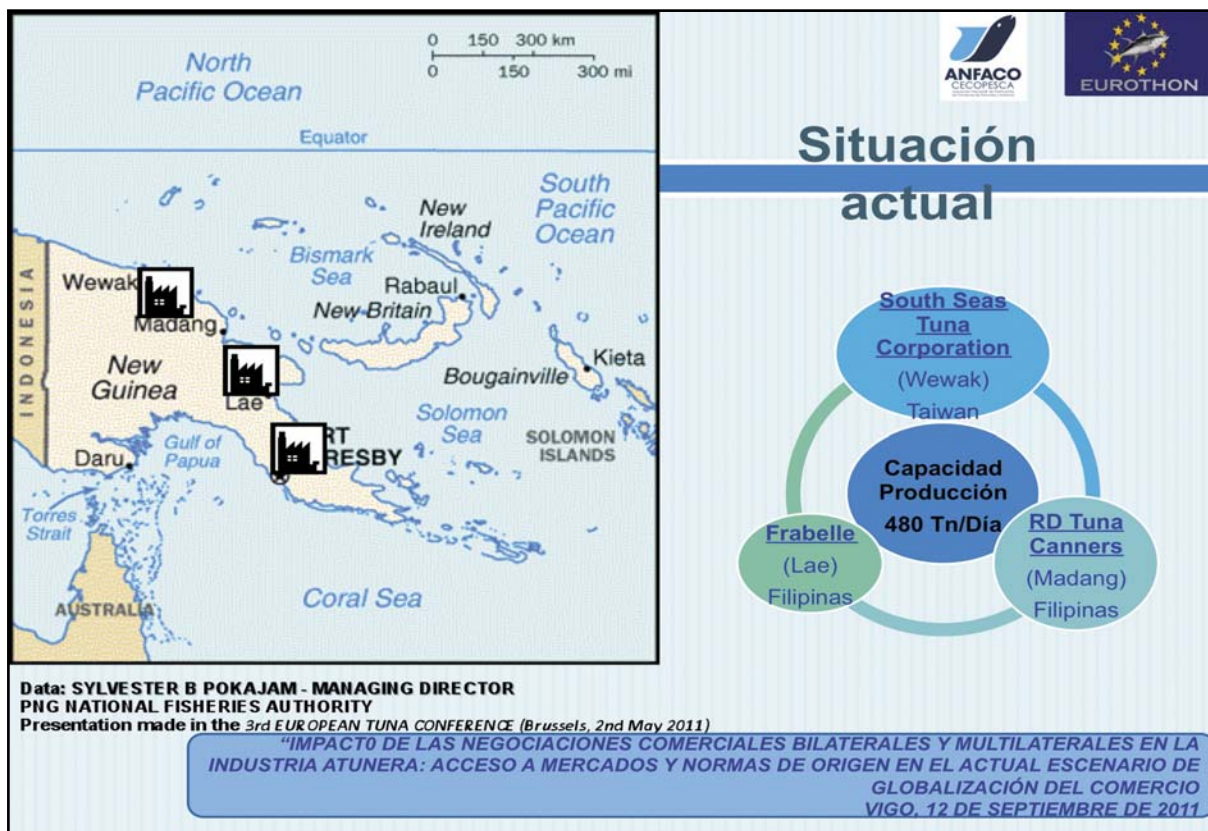 0 150 300 km
0 150 300 mi
North
Pacific Ocean
Equator
South
Pacific
Ocean
New
Ireland
Bismark
Sea
Wewak
Rabaul
New Britain
Madang
INDONESIA
New
Guinea
Kieta
Bougainville
Lae
Solomon
Sea
SOLOMON
ISLANDS
RT
RESBY
Gulf of
Papua
Daru
Torres
Strait
Coral Sea
AUSTRALIA
ANFACO
CECOPESCA
EUROTHON
Situación
actual
South Seas
Tuna
Corporation
(Wewak)
Taiwan
Capacidad
Producción
480 Tn/Día
Frabelle
(Lae)
Filipinas
RD Tuna
Canners
(Madang)
Filipinas
Data: SYLVESTER B POKAJAM - MANAGING DIRECTOR
PNG NATIONAL FISHERIES AUTHORITY
Presentation made in the 3rd EUROPEAN TUNA CONFERENCE (Brussels, 2nd May 2011)
“IMPACT0 DE LAS NEGOCIACIONES COMERCIALES BILATERALES Y MULTILATERALES EN LA
INDUSTRIA ATUNERA: ACCESO A MERCADOS Y NORMAS DE ORIGEN EN EL ACTUAL ESCENARIO DE
GLOBALIZACIÓN DEL COMERCIO
VIGO, 12 DE SEPTIEMBRE DE 2011